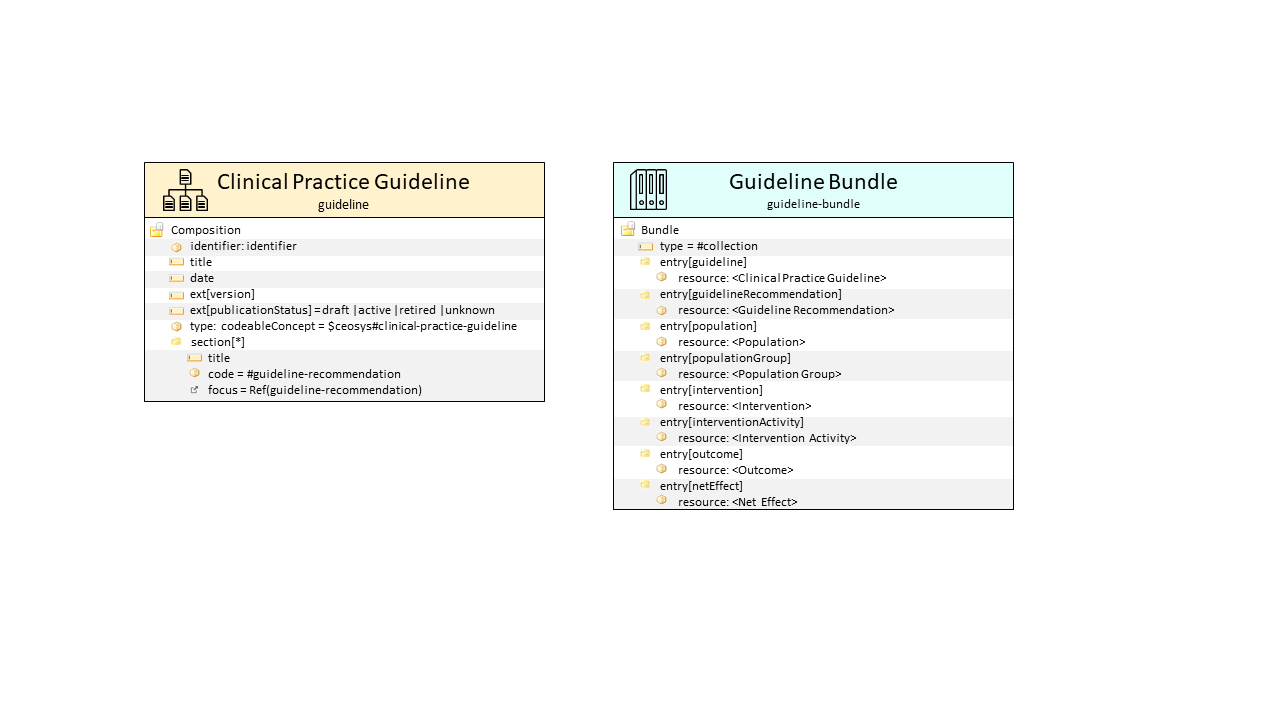 Clinical Practice Guideline
guideline
Composition
identifier: identifier
title
date
ext[version]
ext[publicationStatus] = draft | active | retired | unknown
type: codeableConcept = $ceosys#clinical-practice-guideline
section[*]
title
code = #guideline-recommendation
focus = Ref(guideline-recommendation)
Guideline Bundle
guideline-bundle
Bundle
type = #collection
entry[guideline]
resource: <Clinical Practice Guideline>
entry[guidelineRecommendation]
resource: <Guideline Recommendation>
entry[population]
resource: <Population>
entry[populationGroup]
resource: <Population Group>
entry[intervention]
resource: <Intervention>
entry[interventionActivity]
resource: <Intervention Activity>
entry[outcome]
resource: <Outcome>
entry[netEffect]
resource: <Net Effect>